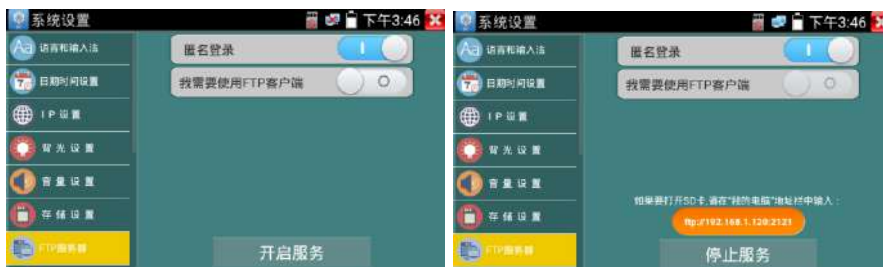 系统设置
下午3:46
语言和输入法
日期时间设置
IP设置
背光设置
音量设置
存储设置
FTP服务器
匿名登录
我需要使用FTP客户端
开启服务
系统设置
下午3:46
语言和输入法
日期时间设置
IP设置
背光设置
音量设置
存储设置
FTP服务器
匿名登录
我需要使用FTP客户端
如果要打开SD卡,请在"我的电脑"地址栏中输入:
ftp://192.168.1.120:2121
停止服务